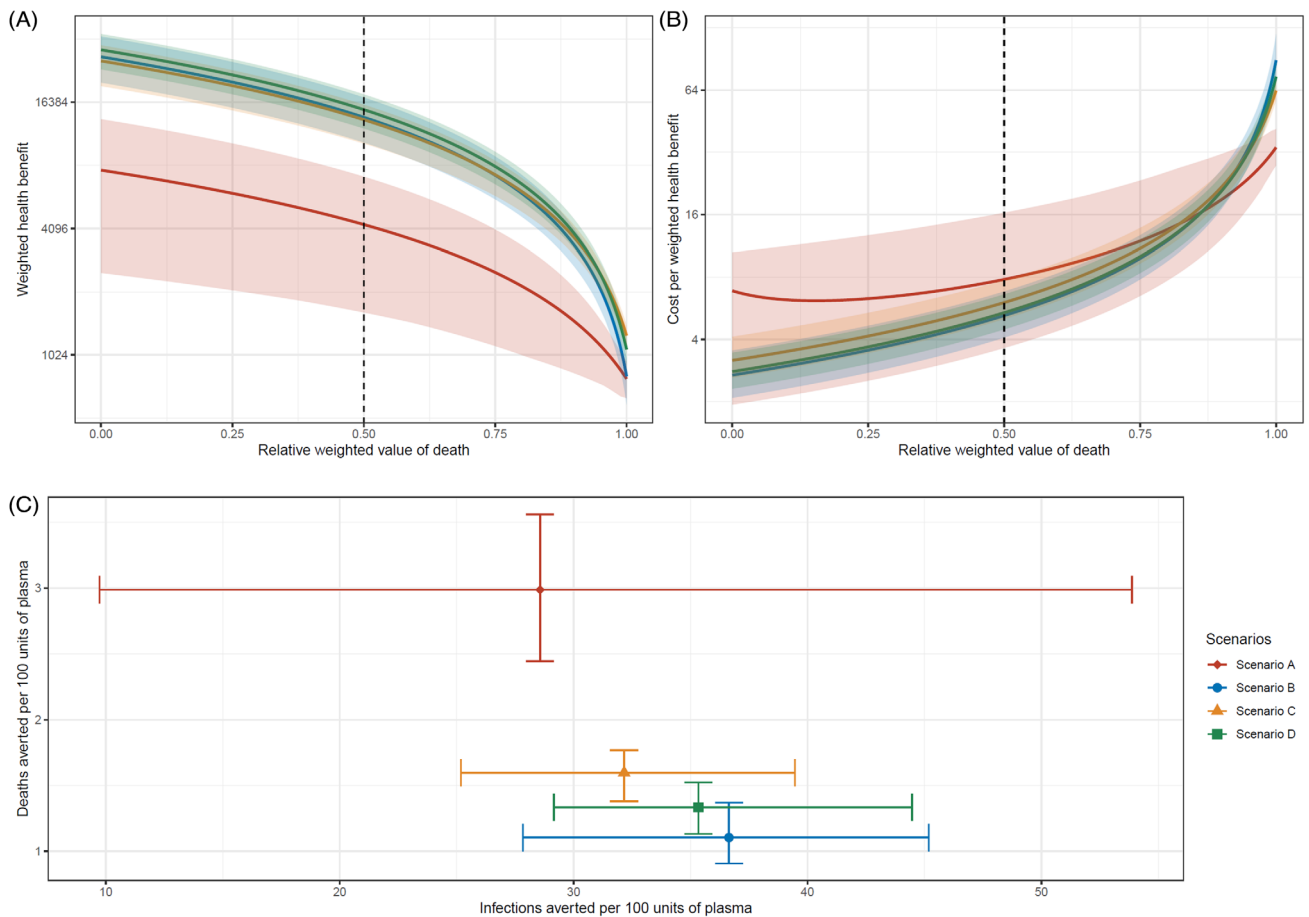 (A)
Weighted health benefit
16384
4096
1024
0.00 0.25 0.50 0.75 1.00
Relative weighted value of death
(B)
Cost per weighted health benefit
64
16
4
0.00 0.25 0.50 0.75 1.00
Relative weighted value of death
(C)
Deaths averted per 100 units of plasma
3
2
1
10 20 30 40 50
Infections averted per 100 units of plasma
Scenarios
Scenario A
Scenario B
Scenario C
Scenario D